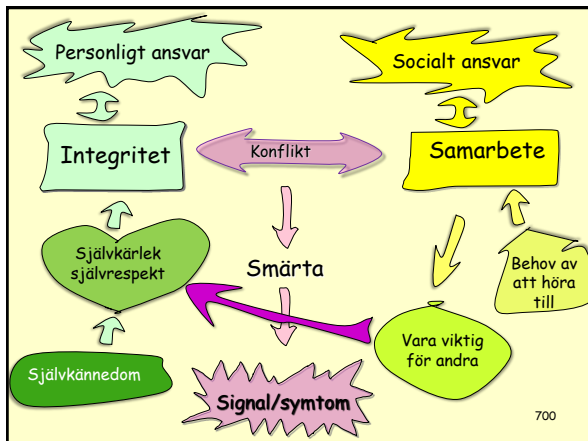 Personligt ansvar
Socialt ansvar
Integritet
Konflikt
Samarbete
Självkärlek
självrespekt
Smärta
Behov av
att höra
till
Vara viktig
för andra
Självkännedom
Signal/symtom
700